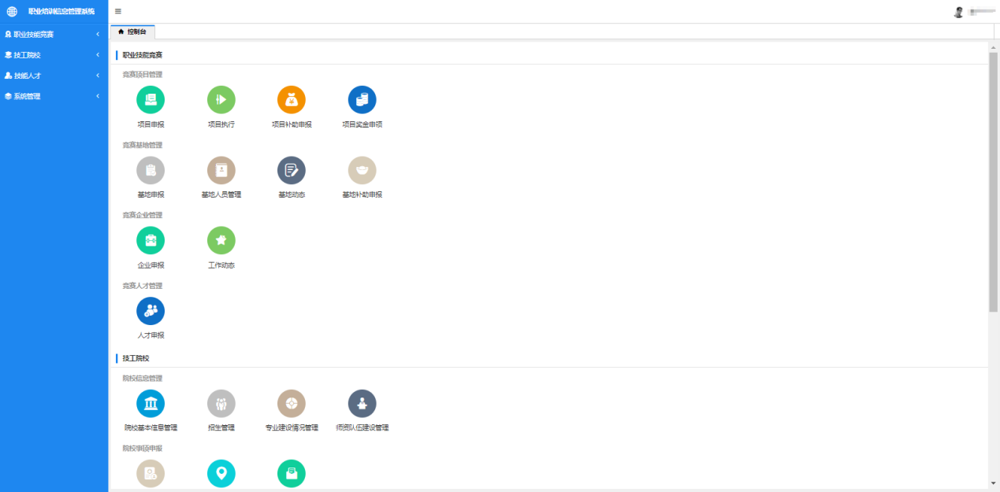 职业培训信息管理系统
职业技能竞赛
技工院校
技能人才
系统管理
控制台
职业技能竞赛
竞赛项目管理
项目申报 项目执行 项目补助申报 项目奖金申领
竞赛基地管理
基地申报 基地人员管理 基地动态 基地补助申报
竞赛企业管理
企业申报 工作动态
竞赛人才管理
人才申报
技工院校
院校信息管理
院校基本信息管理 招生管理 专业建设情况管理 师资队伍建设管理
院校事项申报